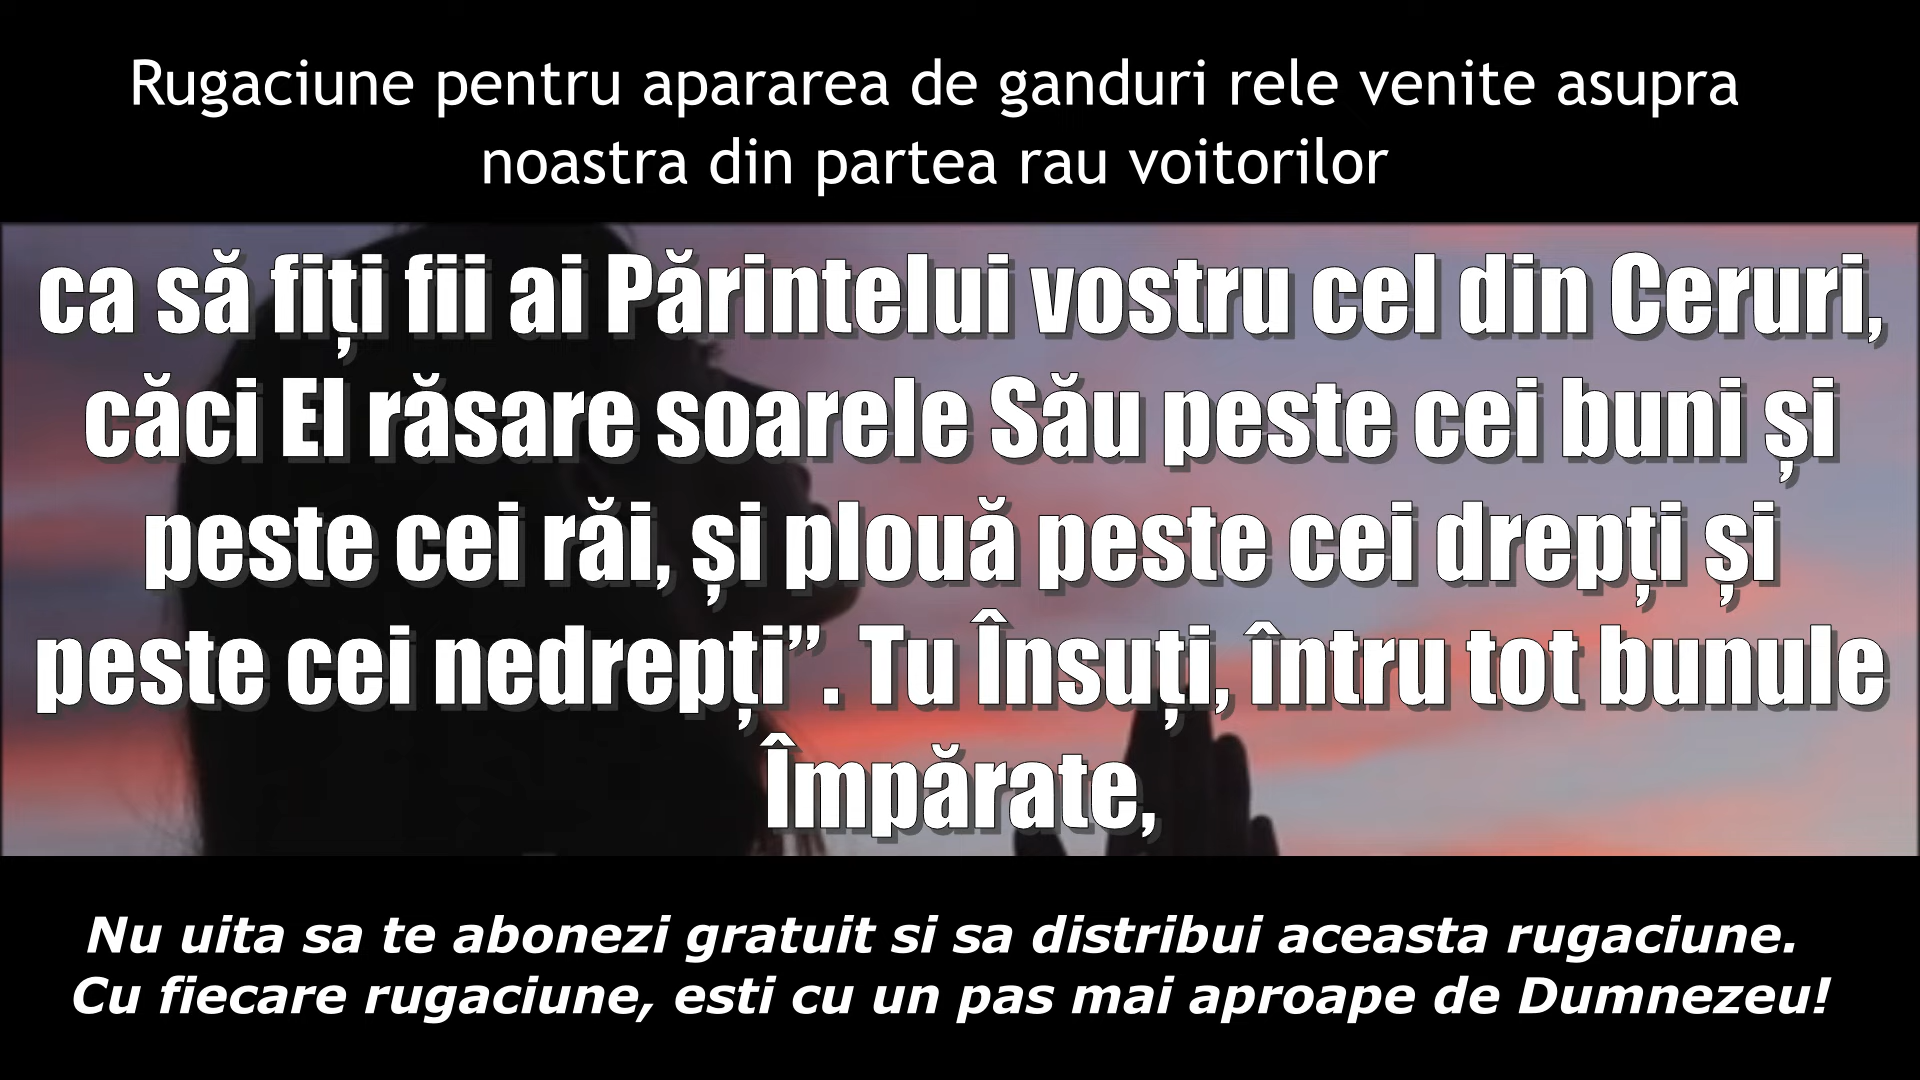 Rugaciune pentru apararea de ganduri rele venite asupra
noastra din partea rau voitorilor
ca să fiți fii ai Părintelui vostru cel din Ceruri,
căci El răsare soarele Său peste cei buni și
peste cei răi, și plouă peste cei drepți și
peste cei nedrepți” . Tu Însuți, întru tot bunule
Împărate,
Nu uita sa te abonezi gratuit si sa distribui aceasta rugaciune.
Cu fiecare rugaciune, esti cu un pas mai aproape de Dumnezeu!